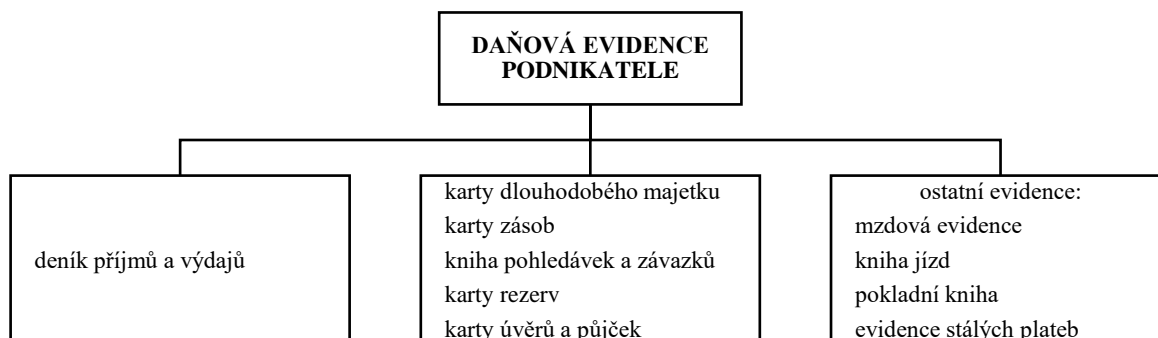 DAŇOVÁ EVIDENCE
PODNIKATELE
deník příjmů a výdajů
karty dlouhodobého majetku
karty zásob
kniha pohledávek a závazků
karty rezerv
karty úvěrů a půjček
ostatní evidence:
mzdová evidence
kniha jízd
pokladní kniha
evidence stálých plateb